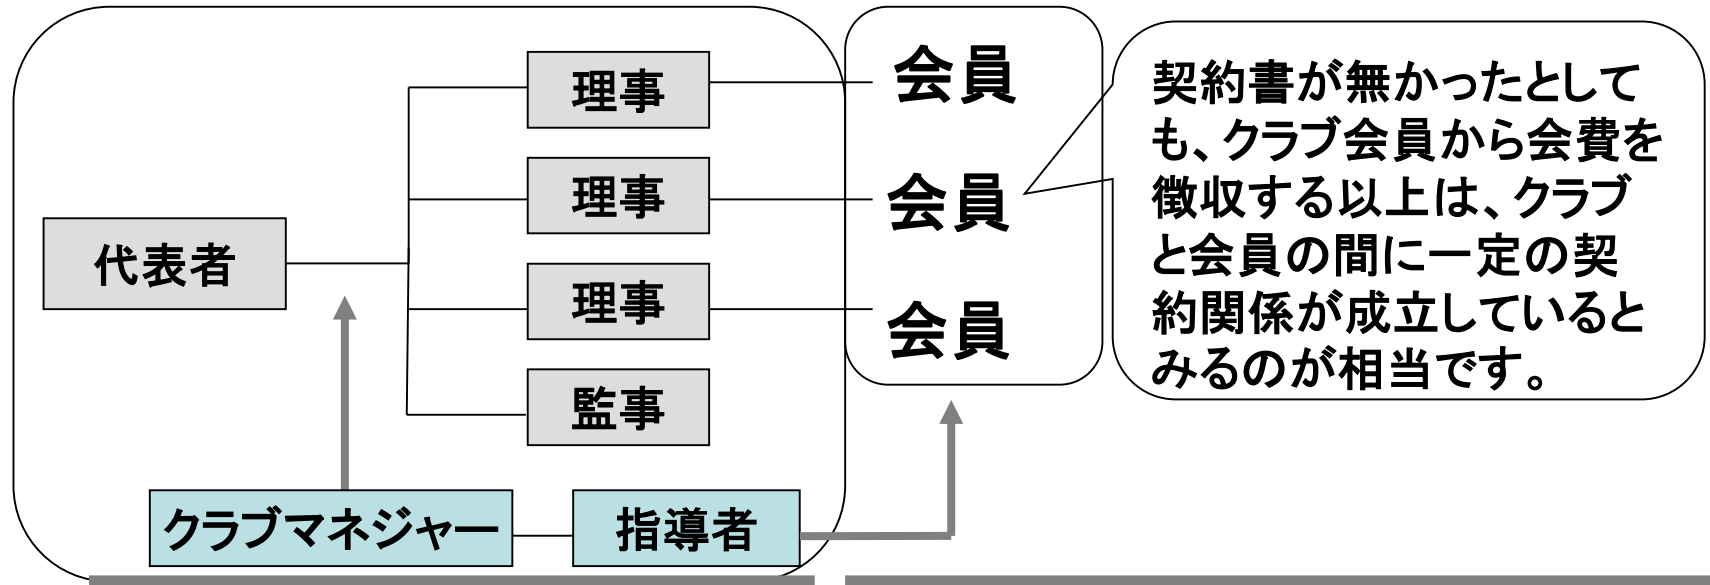 代表者
理事
理事
理事
監事
クラブマネジャー
指導者
会員
会員
会員
契約書が無かったとして
も、クラブ会員から会費を
徴収する以上は、クラブ
と会員の間に一定の契
約関係が成立していると
みるのが相当です。